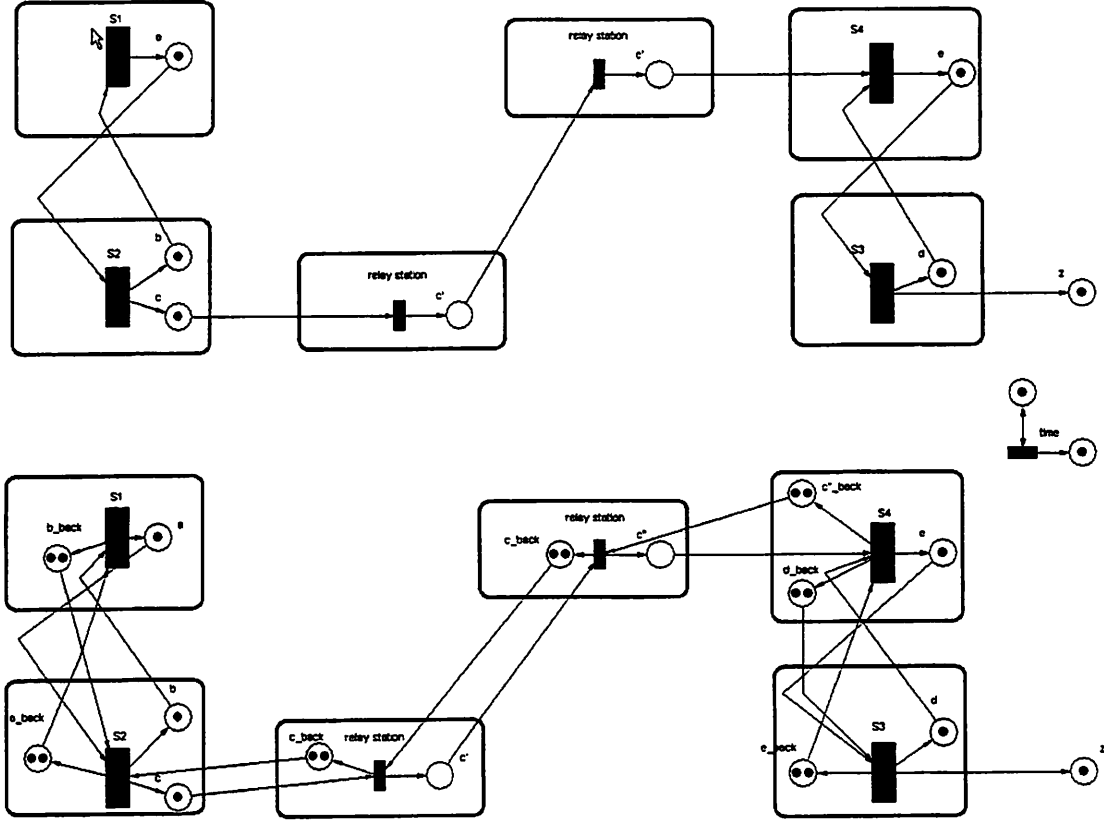 S1
e
S2
b
c
relay station
c'
relay station
c'
S4
e
S3
d
z
time
S1
b_back
a
S2
a_back
b
c
c_back
relay station
c'
relay station
c_back
c"
c"_back
S4
e
d_back
S3
d
e_back
z